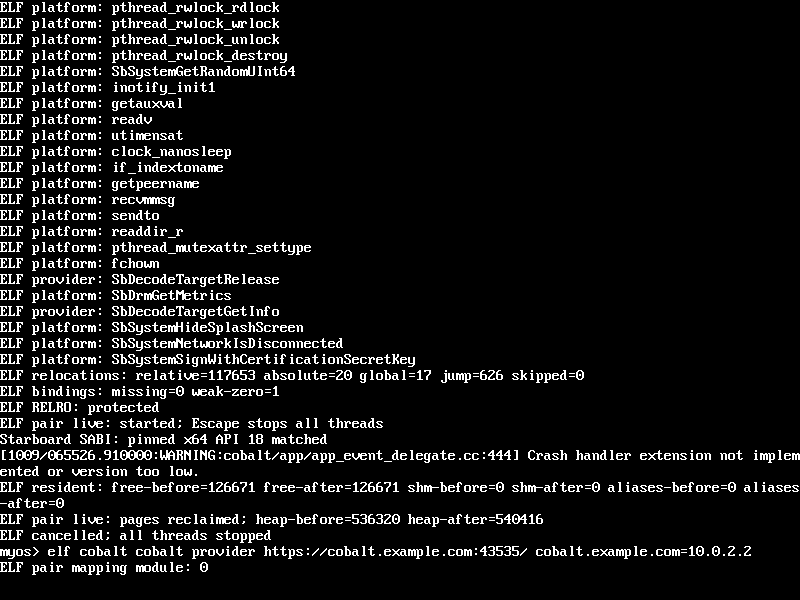 ELF platform: pthread_rwlock_rdlock
ELF platform: pthread_rwlock_wrlock
ELF platform: pthread_rwlock_unlock
ELF platform: pthread_rwlock_destroy
ELF platform: SbSystemGetRandomUInt64
ELF platform: inotify_init1
ELF platform: getauxval
ELF platform: readv
ELF platform: utimensat
ELF platform: clock_nanosleep
ELF platform: if_indextoname
ELF platform: getpeername
ELF platform: recvmmsg
ELF platform: sendto
ELF platform: readdir_r
ELF platform: pthread_mutexattr_settype
ELF platform: fchown
ELF provider: SbDecodeTargetRelease
ELF platform: SbDrmGetMetrics
ELF provider: SbDecodeTargetGetInfo
ELF platform: SbSystemHideSplashScreen
ELF platform: SbSystemNetworkIsDisconnected
ELF platform: SbSystemSignWithCertificationSecretKey
ELF relocations: relative=117653 absolute=20 global=17 jump=626 skipped=0
ELF bindings: missing=0 weak-zero=1
ELF RELRO: protected
ELF pair live: started; Escape stops all threads
Starboard SABI: pinned x64 API 18 matched
[1009/065526.910000:WARNING:cobalt/app/app_event_delegate.cc:444] Crash handler extension not implem
ented or version too low.
ELF resident: free-before=126671 free-after=126671 shm-before=0 shm-after=0 aliases-before=0 aliases
-after=0
ELF pair live: pages reclaimed; heap-before=536320 heap-after=540416
ELF cancelled; all threads stopped
myos> elf cobalt cobalt provider https://cobalt.example.com:43535/ cobalt.example.com=10.0.2.2
ELF pair mapping module: 0